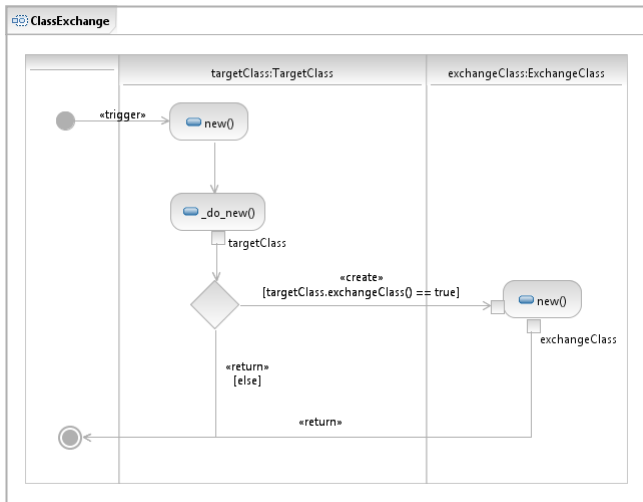 ClassExchange
targetClass:TargetClass
exchangeClass:ExchangeClass
«trigger»
new()
_do_new()
targetClass
«create»
[targetClass.exchangeClass() == true]
new()
exchangeClass
«return»
[else]
«return»